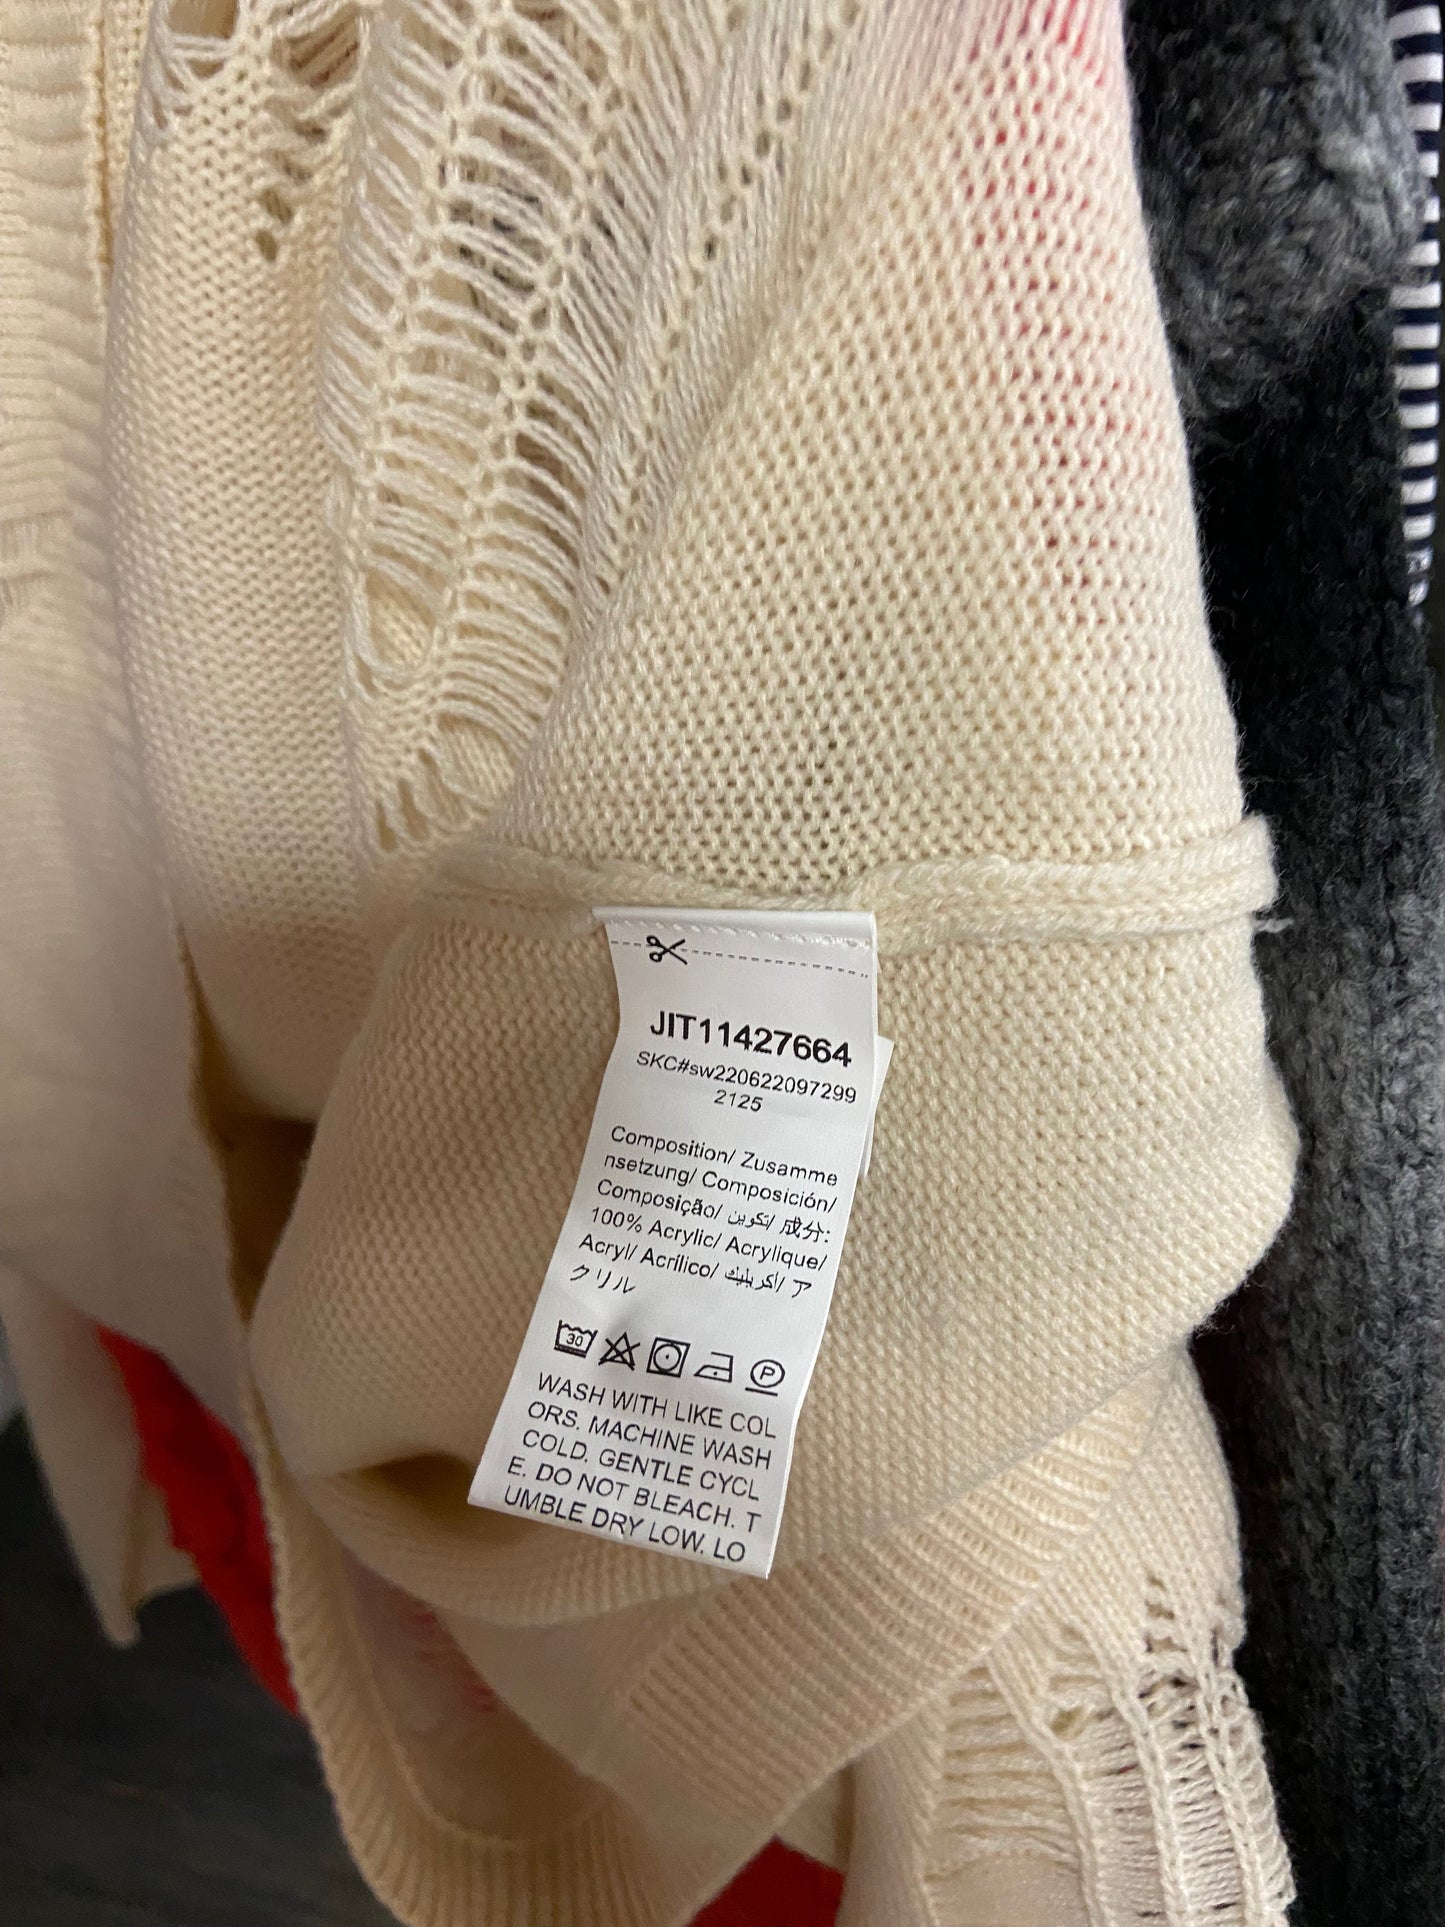 JIT11427664
SKC#sw220622097299
2125
Composition/ Zusamme
nsetzung/ Composición/
Composição/ تكوين/ 成分:
100% Acrylic/ Acrylique/
Acryl/ Acrílico/ أكريليك/ ア
クリル
30
P
WASH WITH LIKE COL
ORS. MACHINE WASH
COLD. GENTLE CYCL
E. DO NOT BLEACH. T
UMBLE DRY LOW. LO